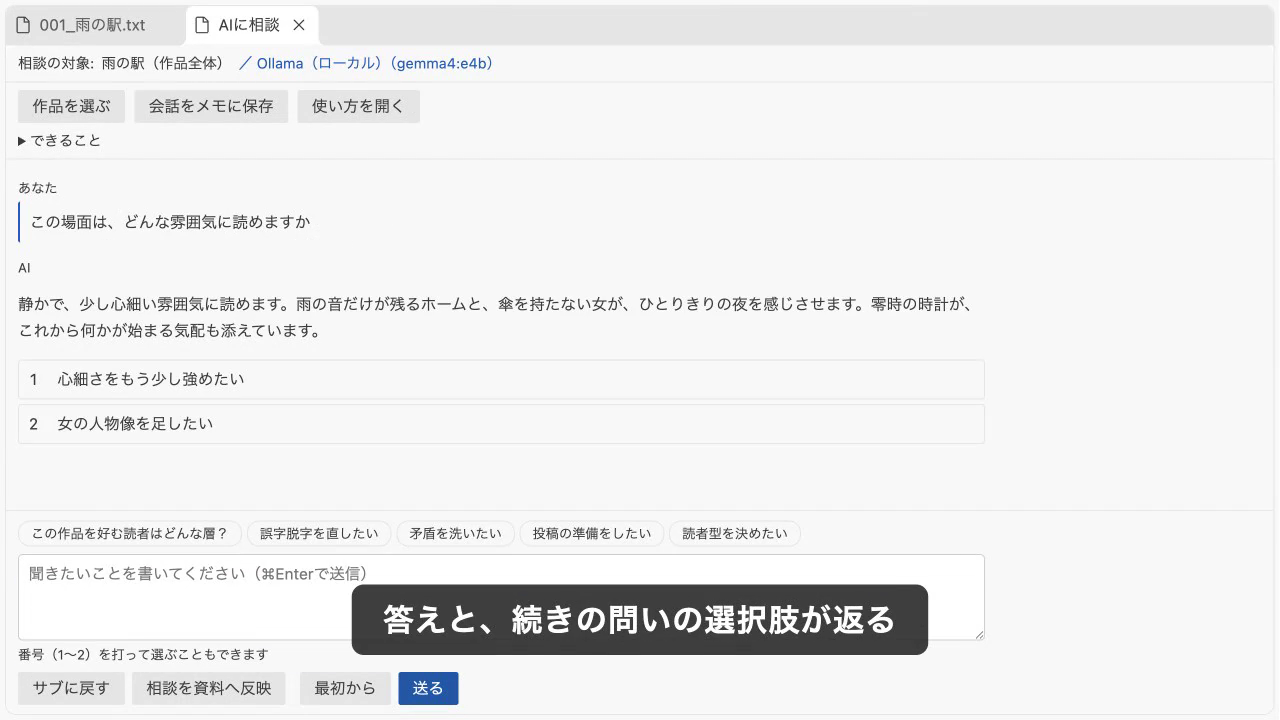 001_雨の駅.txt
AIに相談
相談の対象: 雨の駅（作品全体） ／ Ollama（ローカル）（gemma4:e4b）
作品を選ぶ 会話をメモに保存 使い方を開く
できること
あなた
この場面は、どんな雰囲気に読めますか
AI
静かで、少し心細い雰囲気に読めます。雨の音だけが残るホームと、傘を持たない女が、ひとりきりの夜を感じさせます。零時の時計が、
これから何かが始まる気配も添えています。
1 心細さをもう少し強めたい
2 女の人物像を足したい
この作品を好む読者はどんな層？ 誤字脱字を直したい 矛盾を洗いたい 投稿の準備をしたい 読者型を決めたい
聞きたいことを書いてください（⌘Enterで送信）
答えと、続きの問いの選択肢が返る
番号（1〜2）を打って選ぶこともできます
サブに戻す 相談を資料へ反映 最初から 送る